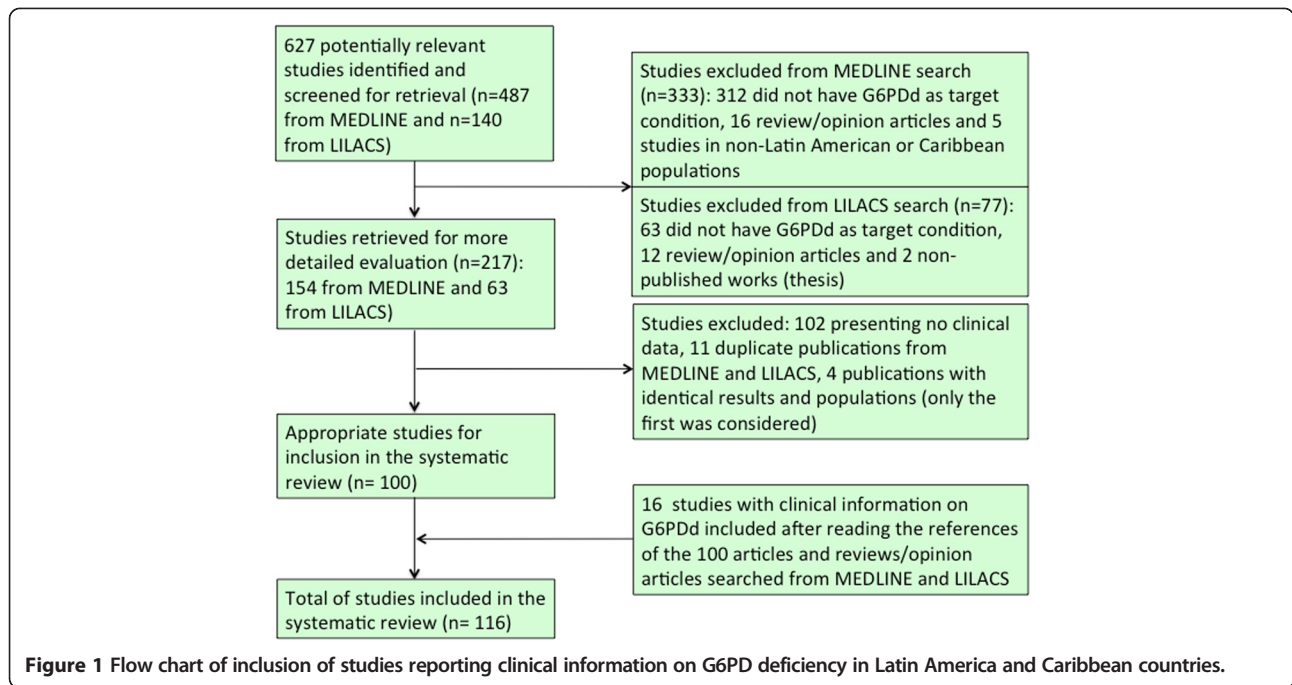 627 potentially relevant
studies identified and
screened for retrieval (n=487
from MEDLINE and n=140
from LILACS)
Studies excluded from MEDLINE search
(n=333): 312 did not have G6PDd as target
condition, 16 review/opinion articles and 5
studies in non-Latin American or Caribbean
populations
Studies excluded from LILACS search (n=77):
63 did not have G6PDd as target condition,
12 review/opinion articles and 2 non-
published works (thesis)
Studies retrieved for more
detailed evaluation (n=217):
154 from MEDLINE and 63
from LILACS)
Studies excluded: 102 presenting no clinical
data, 11 duplicate publications from
MEDLINE and LILACS, 4 publications with
identical results and populations (only the
first was considered)
Appropriate studies for
inclusion in the systematic
review (n= 100)
16  studies with clinical information on
G6PDd included after reading the references
of the 100 articles and reviews/opinion
articles searched from MEDLINE and LILACS
Total of studies included in the
systematic review (n= 116)
Figure 1 Flow chart of inclusion of studies reporting clinical information on G6PD deficiency in Latin America and Caribbean countries.